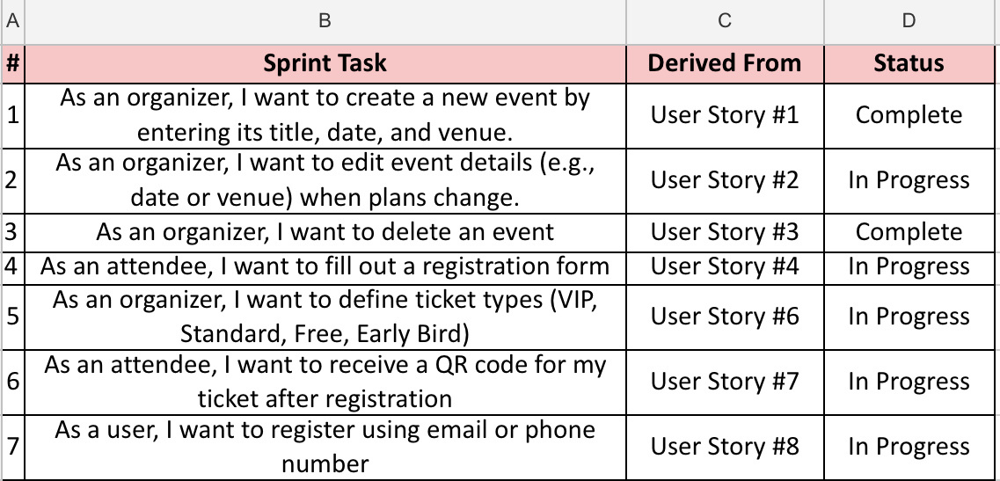 A B C D
# Sprint Task Derived From Status
1 As an organizer, I want to create a new event by
entering its title, date, and venue. User Story #1 Complete
2 As an organizer, I want to edit event details (e.g.,
date or venue) when plans change. User Story #2 In Progress
3 As an organizer, I want to delete an event User Story #3 Complete
4 As an attendee, I want to fill out a registration form User Story #4 In Progress
5 As an organizer, I want to define ticket types (VIP,
Standard, Free, Early Bird) User Story #6 In Progress
6 As an attendee, I want to receive a QR code for my
ticket after registration User Story #7 In Progress
7 As a user, I want to register using email or phone
number User Story #8 In Progress